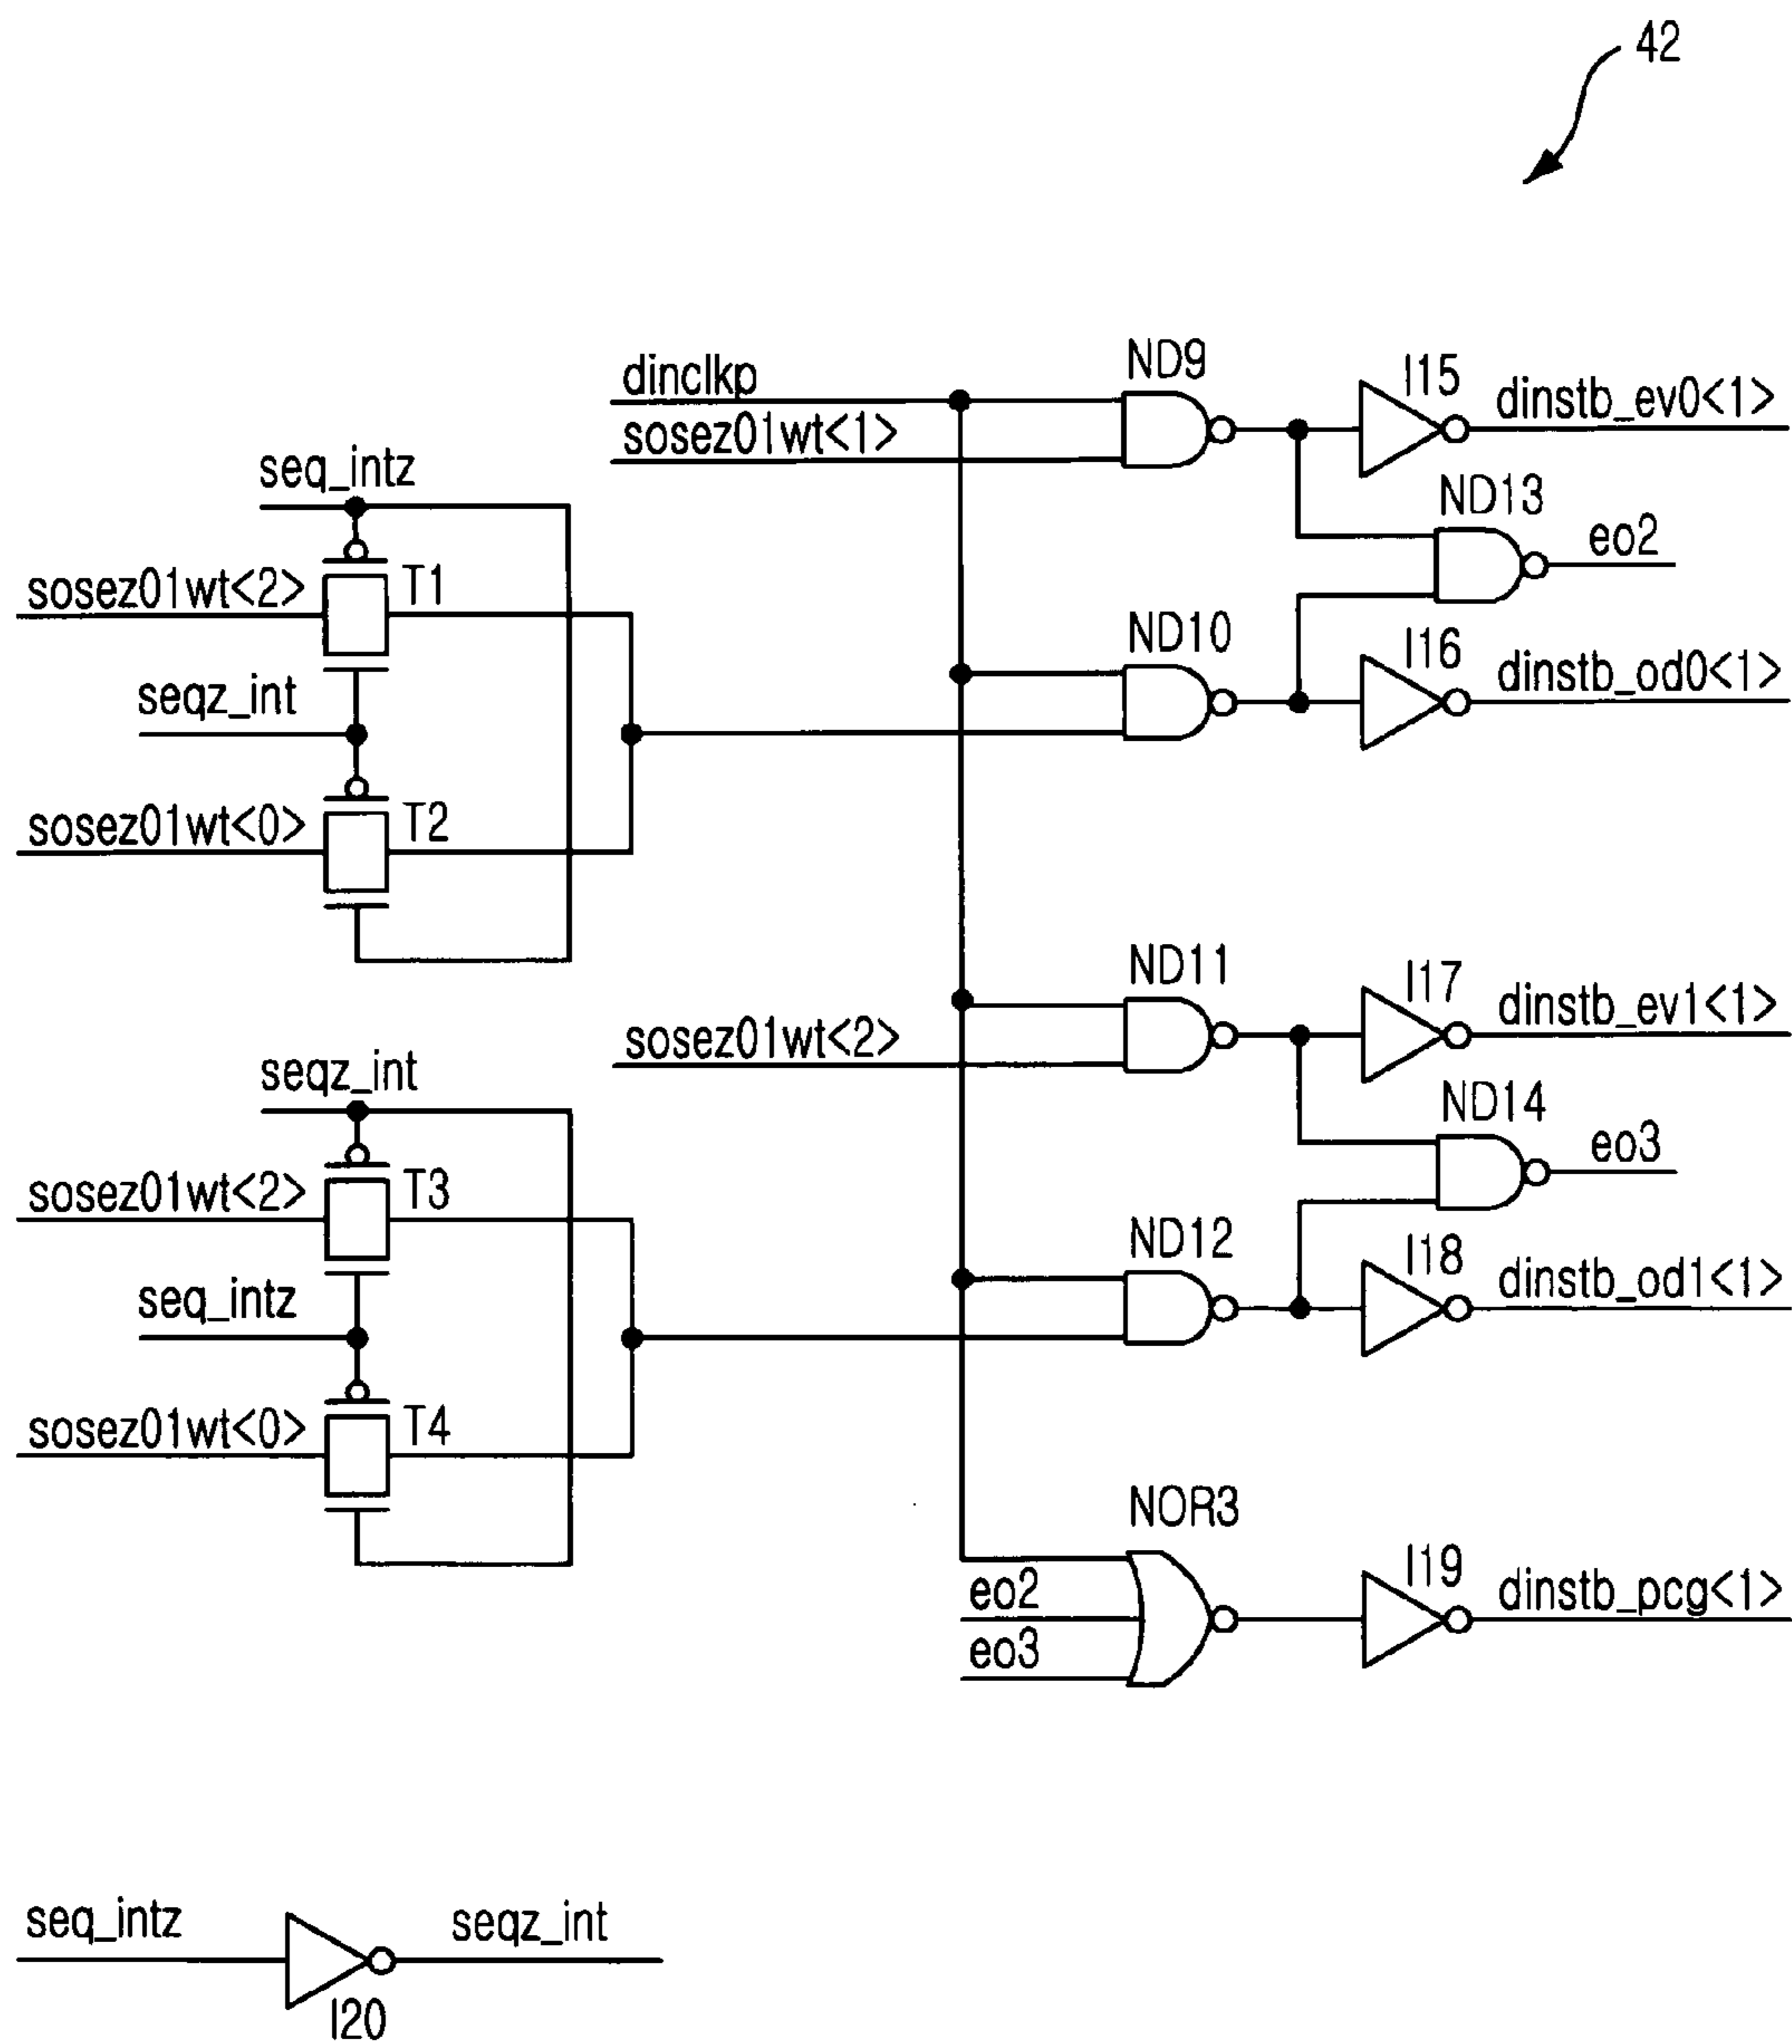 42
dinclkp
ND9
I15
dinstb_ev0<1>
sosez01wt<1>
seq_intz
ND13
eo2
sosez01wt<2>
T1
ND10
I16
dinstb_od0<1>
seqz_int
sosez01wt<0>
T2
ND11
I17
dinstb_ev1<1>
sosez01wt<2>
seqz_int
ND14
eo3
sosez01wt<2>
T3
ND12
I18
dinstb_od1<1>
seq_intz
sosez01wt<0>
T4
NOR3
I19
dinstb_pcg<1>
eo2
eo3
seq_intz
seqz_int
I20